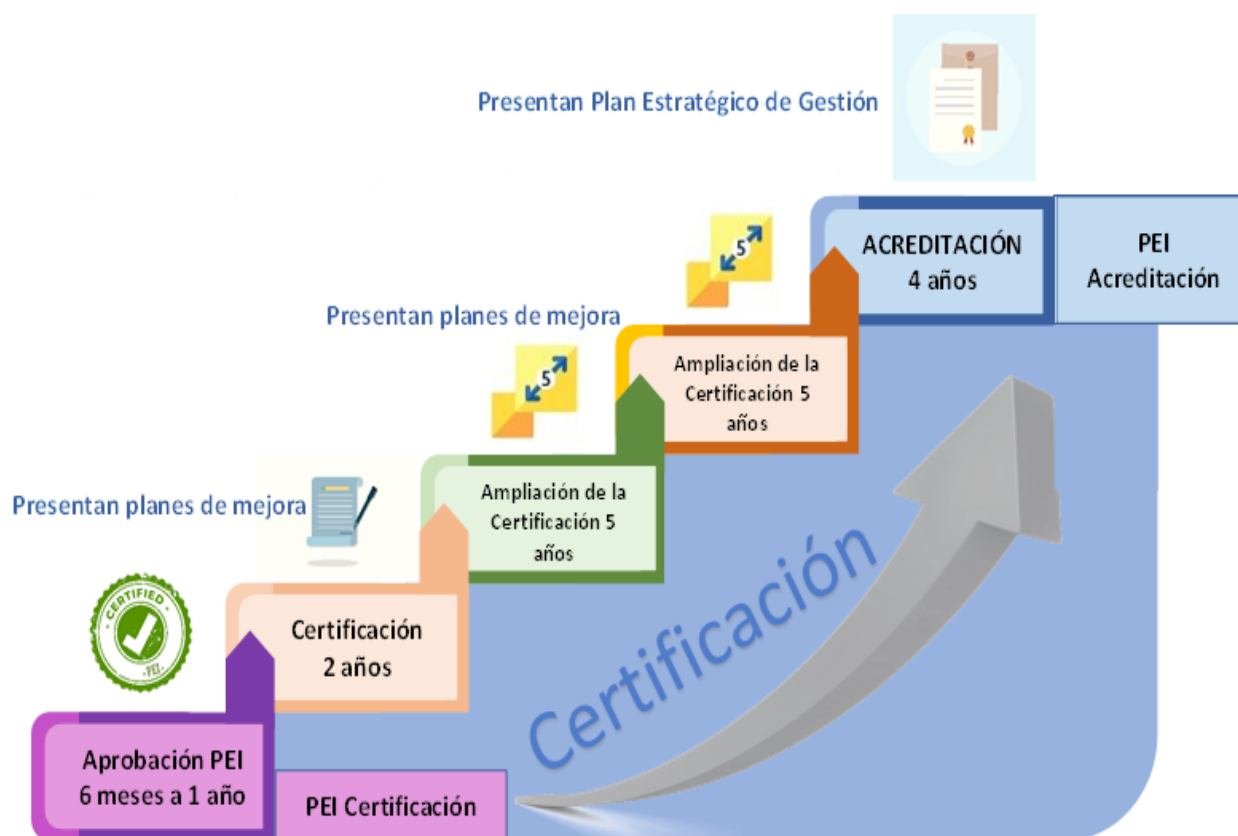 Presentan Plan Estratégico de Gestión
ACREDITACIÓN
4 años
PEI
Acreditación
5
Presentan planes de mejora
Ampliación de la
Certificación 5
años
5
Presentan planes de mejora
Ampliación de la
Certificación 5
años
CERTIFIED
PEI
Certificación
2 años
Certificación
Aprobación PEI
6 meses a 1 año
PEI Certificación